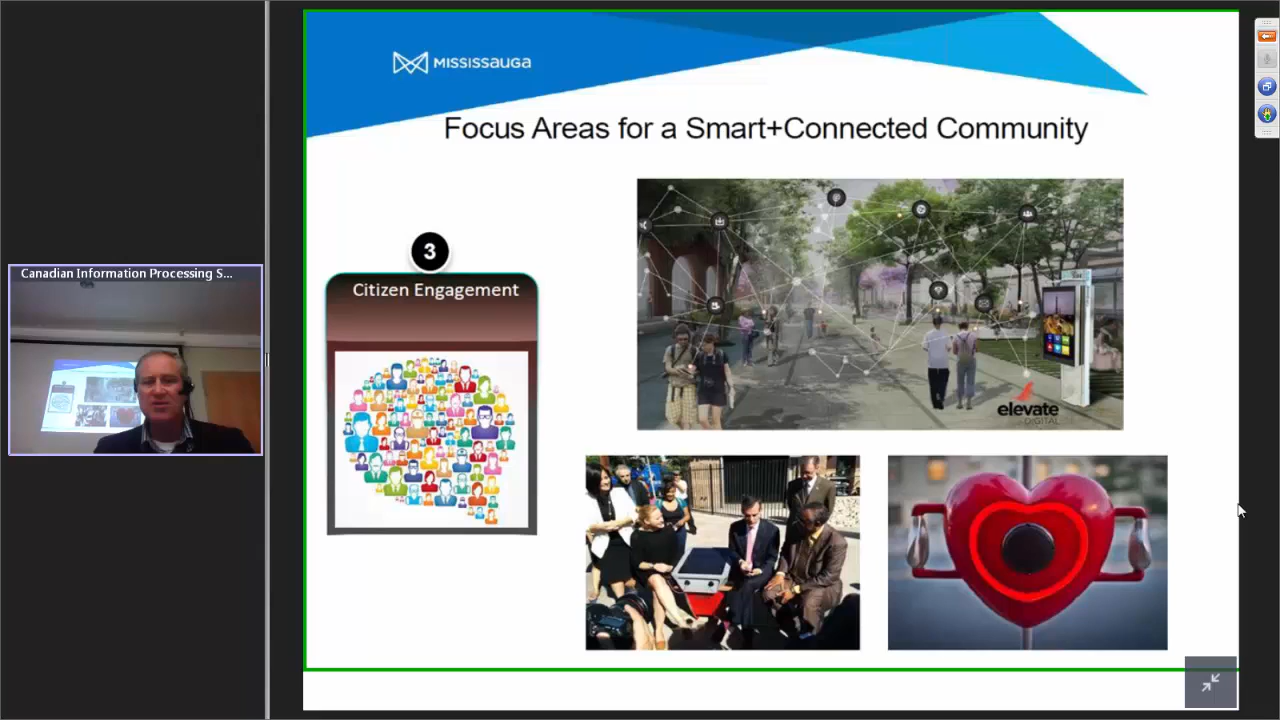 MISSISSAUGA
Focus Areas for a Smart+Connected Community
3
Citizen Engagement
Canadian Information Processing S...
elevate
DIGITAL